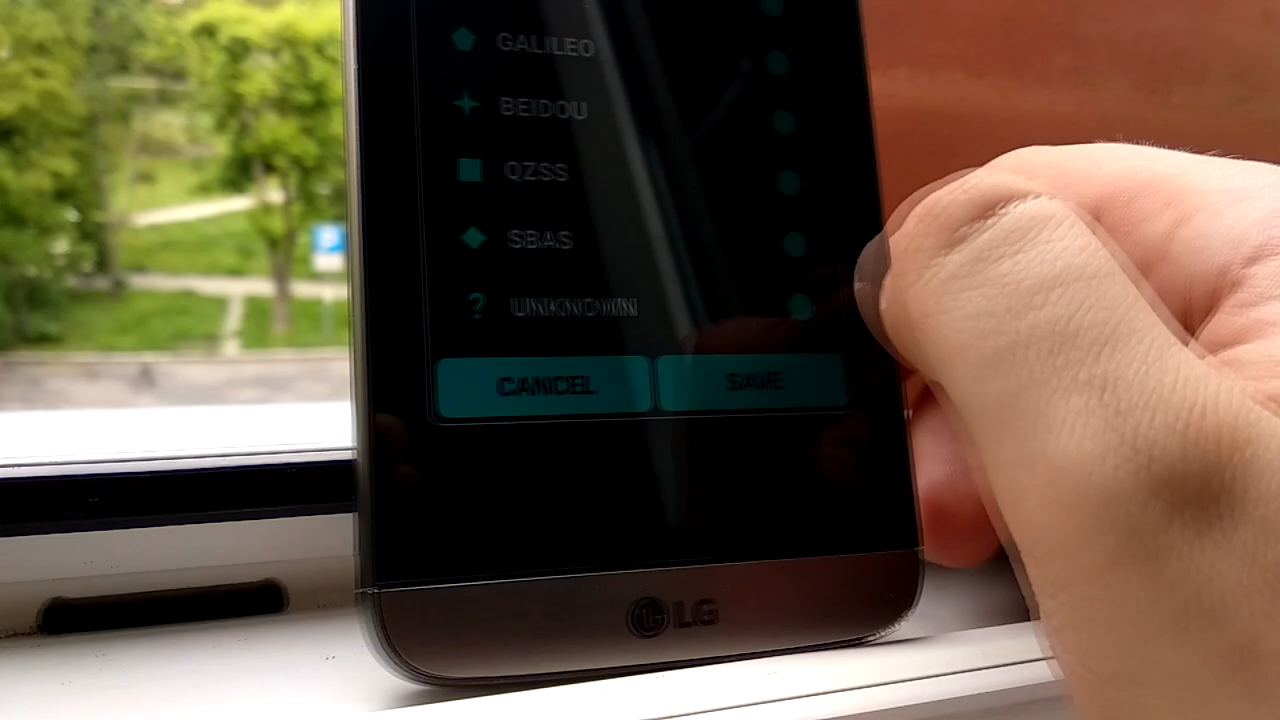 GALILEO
BEIDOU
QZSS
SBAS
? UNKNOWN
CANCEL SAVE
LG